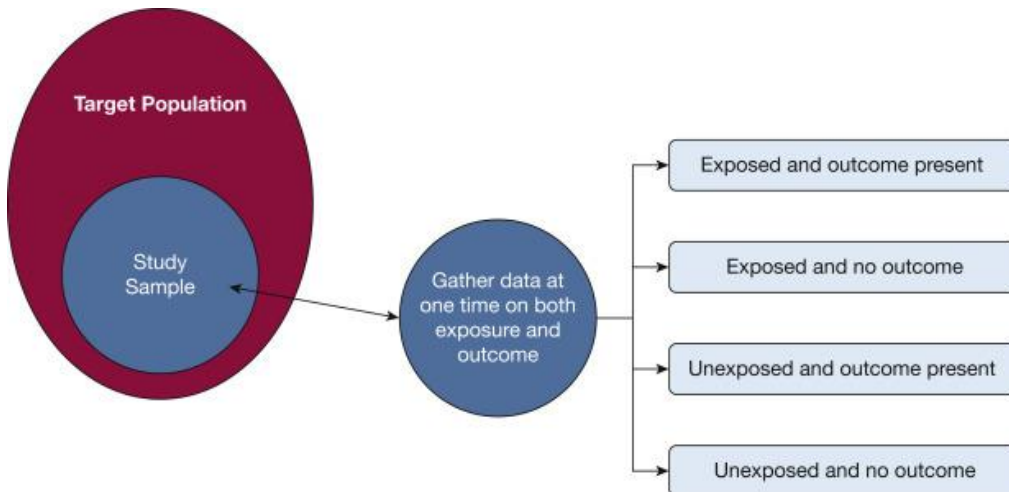 Target Population
Study
Sample
Gather data at
one time on both
exposure and
outcome
Exposed and outcome present
Exposed and no outcome
Unexposed and outcome present
Unexposed and no outcome